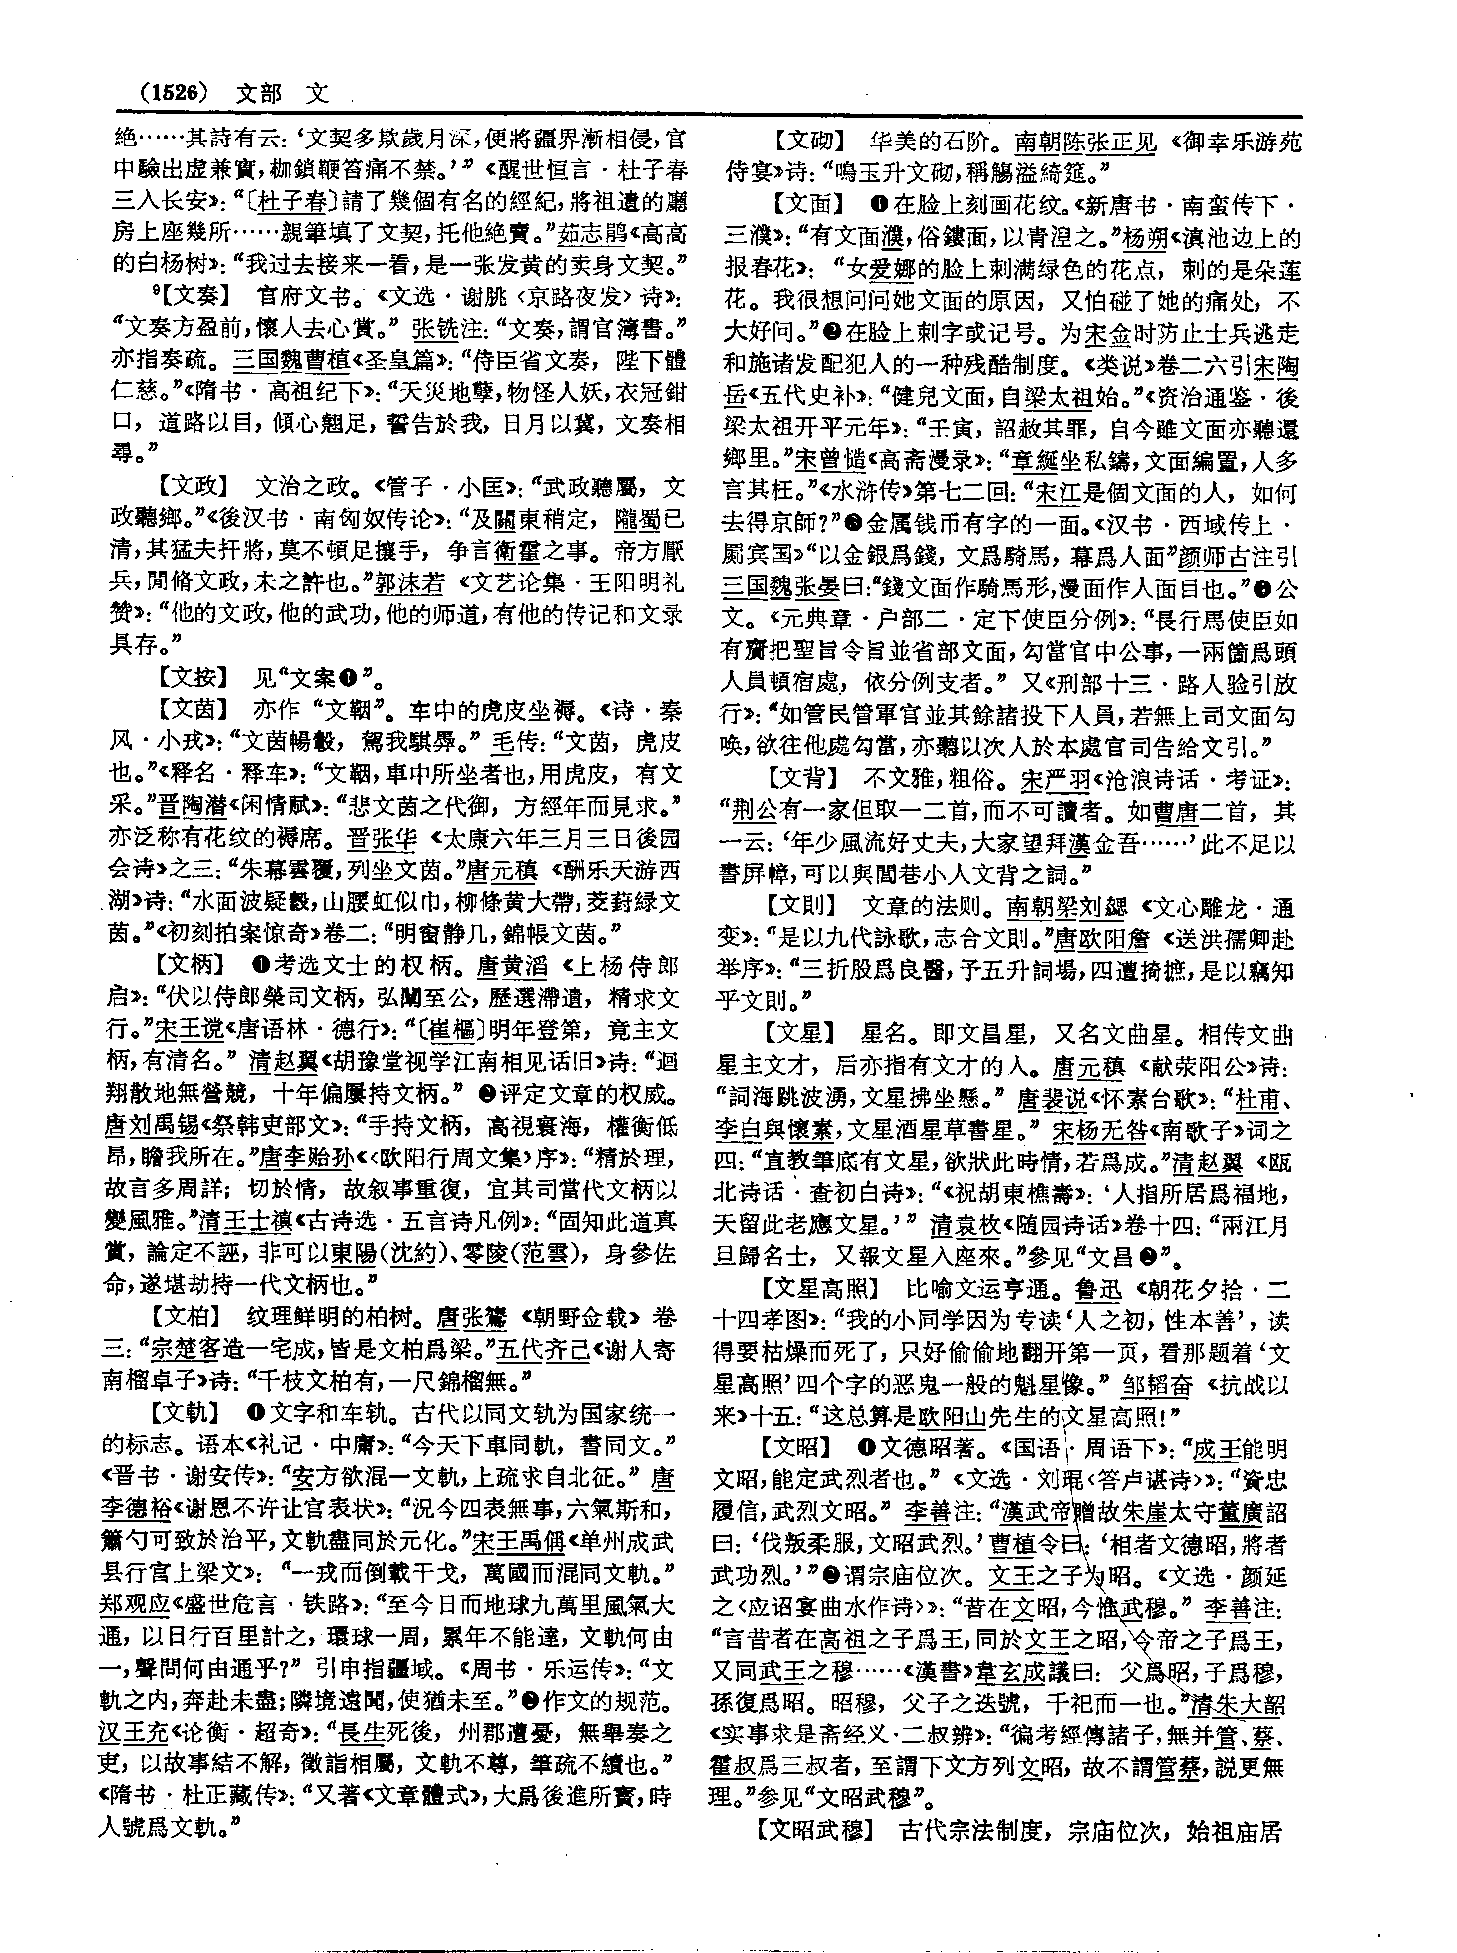 （1526） 文部 文
絶……其詩有云：‘文契多欺歲月深，便將疆界漸相侵，官
中驗出虛兼實，枷鎖鞭笞痛不禁。’”《醒世恒言·杜子春
三入长安》：“〔杜子春〕請了幾個有名的經紀，將祖遺的廳
房上座幾所……親筆填了文契，托他絶賣。”茹志鹃《高高
的白杨树》：“我过去接来一看，是一张发黄的卖身文契。”
【文奏】 官府文书。《文选·谢朓〈京路夜发〉诗》：
“文奏方盈前，懷人去心賞。”张铣注：“文奏，謂官簿書。”
亦指奏疏。三国魏曹植《圣皇篇》：“侍臣省文奏，陛下體
仁慈。”《隋书·高祖纪下》：“天災地孽，物怪人妖，衣冠鉗
口，道路以目，傾心翹足，誓告於我，日月以冀，文奏相
尋。”
【文政】 文治之政。《管子·小匡》：“武政聽屬，文
政聽鄉。”《後汉书·南匈奴传论》：“及關東稍定，隴蜀已
清，其猛夫扞將，莫不頓足攘手，争言衛霍之事。帝方厭
兵，閒脩文政，未之許也。”郭沫若《文艺论集·王阳明礼
赞》：“他的文政，他的武功，他的师道，有他的传记和文录
具存。”
【文按】 见“文案❶”。
【文茵】 亦作“文鞇”。车中的虎皮坐褥。《诗·秦
风·小戎》：“文茵暢轂，駕我騏馵。”毛传：“文茵，虎皮
也。”《释名·释车》：“文鞇，車中所坐者也，用虎皮，有文
采。”晋陶潜《闲情赋》：“悲文茵之代御，方經年而見求。”
亦泛称有花纹的褥席。晋张华《太康六年三月三日後园
会诗》之三：“朱幕雲覆，列坐文茵。”唐元稹《酬乐天游西
湖》诗：“水面波疑縠，山腰虹似巾，柳條黄大帶，茭葑緑文
茵。”《初刻拍案惊奇》卷二：“明窗静几，錦帳文茵。”
【文柄】 ❶考选文士的权柄。唐黄滔《上杨侍郎
启》：“伏以侍郎榮司文柄，弘闡至公，歷選滯遺，精求文
行。”宋王谠《唐语林·德行》：“〔崔樞〕明年登第，竟主文
柄，有清名。”清赵翼《胡豫堂视学江南相见话旧》诗：“迴
翔散地無營競，十年偏屢持文柄。”❷评定文章的权威。
唐刘禹锡《祭韩吏部文》：“手持文柄，高視寰海，權衡低
昂，瞻我所在。”唐李贻孙《〈欧阳行周文集〉序》：“精於理，
故言多周詳；切於情，故叙事重復，宜其司當代文柄以
變風雅。”清王士禛《古诗选·五言诗凡例》：“固知此道真
賞，論定不誣，非可以東陽(沈約)、零陵(范雲)，身參佐
命，遂堪劫持一代文柄也。”
【文柏】 纹理鲜明的柏树。唐张鷟《朝野佥载》卷
三：“宗楚客造一宅成，皆是文柏爲梁。”五代齐己《谢人寄
南榴卓子》诗：“千枝文柏有，一尺錦榴無。”
【文軌】 ❶文字和车轨。古代以同文轨为国家统一
的标志。语本《礼记·中庸》：“今天下車同軌，書同文。”
《晋书·谢安传》：“安方欲混一文軌，上疏求自北征。”唐
李德裕《谢恩不许让官表状》：“況今四表無事，六氣斯和，
簫勺可致於治平，文軌盡同於元化。”宋王禹偁《单州成武
县行宫上梁文》：“一戎而倒載干戈，萬國而混同文軌。”
郑观应《盛世危言·铁路》：“至今日而地球九萬里風氣大
通，以日行百里計之，環球一周，累年不能達，文軌何由
一，聲問何由通乎？”引申指疆域。《周书·乐运传》：“文
軌之内，奔赴未盡；隣境遠聞，使猶未至。”❷作文的规范。
汉王充《论衡·超奇》：“長生死後，州郡遭憂，無舉奏之
吏，以故事結不解，徵詣相屬，文軌不尊，筆疏不續也。”
《隋书·杜正藏传》：“又著《文章體式》，大爲後進所寶，時
人號爲文軌。”
【文砌】 华美的石阶。南朝陈张正见《御幸乐游苑
侍宴》诗：“鳴玉升文砌，稱觴溢綺筵。”
【文面】 ❶在脸上刻画花纹。《新唐书·南蛮传下·
三濮》：“有文面濮，俗鏤面，以青涅之。”杨朔《滇池边上的
报春花》：“女爱娜的脸上刺满绿色的花点，刺的是朵莲
花。我很想问问她文面的原因，又怕碰了她的痛处，不
大好问。”❷在脸上刺字或记号。为宋金时防止士兵逃走
和施诸发配犯人的一种残酷制度。《类说》卷二六引宋陶
岳《五代史补》：“健兒文面，自梁太祖始。”《资治通鉴·後
梁太祖开平元年》：“壬寅，詔赦其罪，自今雖文面亦聽還
鄉里。”宋曾慥《高斋漫录》：“章綖坐私鑄，文面编置，人多
言其枉。”《水浒传》第七二回：“宋江是個文面的人，如何
去得京師？”❸金属钱币有字的一面。《汉书·西域传上·
罽宾国》“以金銀爲錢，文爲騎馬，幕爲人面”颜师古注引
三国魏张晏曰：“錢文面作騎馬形，漫面作人面目也。”❹公
文。《元典章·户部二·定下使臣分例》：“長行馬使臣如
有齎把聖旨令旨並省部文面，勾當官中公事，一兩箇爲頭
人員頓宿處，依分例支者。”又《刑部十三·路人验引放
行》：“如管民管軍官並其餘諸投下人員，若無上司文面勾
唤，欲往他處勾當，亦聽以次人於本處官司告給文引。”
【文背】 不文雅，粗俗。宋严羽《沧浪诗话·考证》：
“荆公有一家但取一二首，而不可讀者。如曹唐二首，其
一云：‘年少風流好丈夫，大家望拜漢金吾……’此不足以
書屏幛，可以與閭巷小人文背之詞。”
【文則】 文章的法则。南朝梁刘勰《文心雕龙·通
变》：“是以九代詠歌，志合文則。”唐欧阳詹《送洪孺卿赴
举序》：“三折股爲良醫，予五升詞場，四遭掎摭，是以竊知
乎文則。”
【文星】 星名。即文昌星，又名文曲星。相传文曲
星主文才，后亦指有文才的人。唐元稹《献荥阳公》诗：
“詞海跳波湧，文星拂坐懸。”唐裴说《怀素台歌》：“杜甫、
李白與懷素，文星酒星草書星。”宋杨无咎《南歌子》词之
四：“直教筆底有文星，欲狀此時情，若爲成。”清赵翼《瓯
北诗话·查初白诗》：“《祝胡東樵壽》：‘人指所居爲福地，
天留此老應文星。’”清袁枚《随园诗话》卷十四：“兩江月
旦歸名士，又報文星入座來。”参见“文昌❷”。
【文星高照】 比喻文运亨通。鲁迅《朝花夕拾·二
十四孝图》：“我的小同学因为专读‘人之初，性本善’，读
得要枯燥而死了，只好偷偷地翻开第一页，看那题着‘文
星高照’四个字的恶鬼一般的魁星像。”邹韬奋《抗战以
来》十五：“这总算是欧阳山先生的文星高照！”
【文昭】 ❶文德昭著。《国语·周语下》：“成王能明
文昭，能定武烈者也。”《文选·刘琨〈答卢谌诗〉》：“資忠
履信，武烈文昭。”李善注：“漢武帝贈故朱崖太守董廣詔
曰：‘伐叛柔服，文昭武烈。’曹植令曰：‘相者文德昭，將者
武功烈。’”❷谓宗庙位次。文王之子为昭。《文选·颜延
之〈应诏宴曲水作诗〉》：“昔在文昭，今惟武穆。”李善注：
“言昔者在高祖之子爲王，同於文王之昭，今帝之子爲王，
又同武王之穆……《漢書》韋玄成議曰：父爲昭，子爲穆，
孫復爲昭。昭穆，父子之迭號，千祀而一也。”清朱大韶
《实事求是斋经义·二叔辨》：“徧考經傳諸子，無并管、蔡、
霍叔爲三叔者，至謂下文方列文昭，故不謂管蔡，説更無
理。”参见“文昭武穆”。
【文昭武穆】 古代宗法制度，宗庙位次，始祖庙居